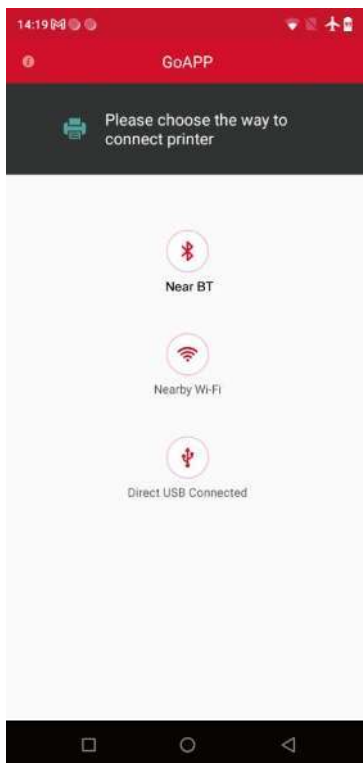 14:19
GoAPP
Please choose the way to
connect printer
Near BT
Nearby Wi-Fi
Direct USB Connected